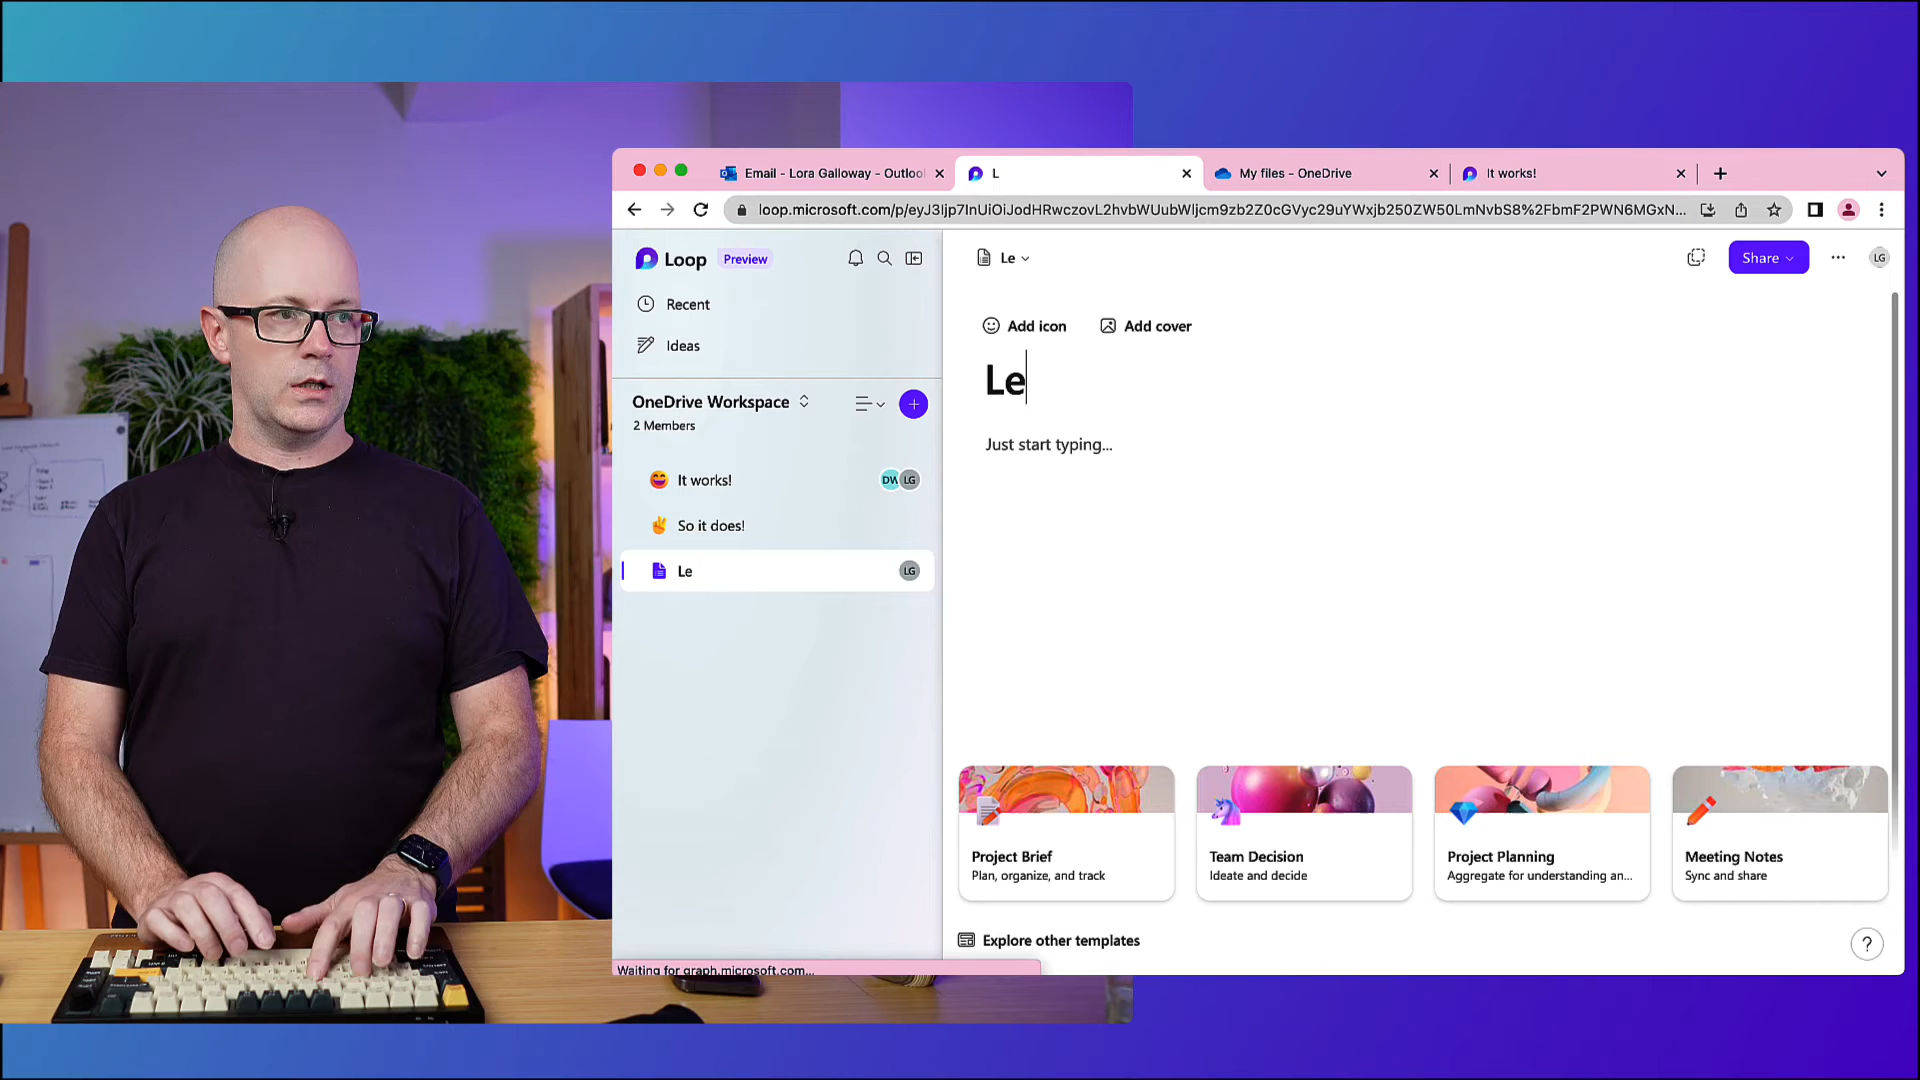 Email - Lora Galloway - Outloo
L
My files - OneDrive
It works!
loop.microsoft.com/p/eyJ3Ijp7InUiOiJodHRwczovL2hvbWUubWljcm9zb2Z0cGVyc29uYWxjb250ZW50LmNvbS8%2FbmF2PWN6MGxN...
Loop Preview
Recent
Ideas
OneDrive Workspace
2 Members
It works! DW LG
So it does!
Le LG
Le
Share
LG
Add icon Add cover
Le
Just start typing...
Project Brief
Plan, organize, and track
Team Decision
Ideate and decide
Project Planning
Aggregate for understanding an...
Meeting Notes
Sync and share
Explore other templates
?
Waiting for graph.microsoft.com...